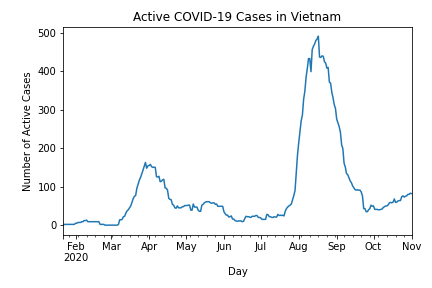 Active COVID-19 Cases in Vietnam
500
400
300
200
100
0
Number of Active Cases
Feb Mar Apr May Jun Jul Aug Sep Oct Nov
2020
Day